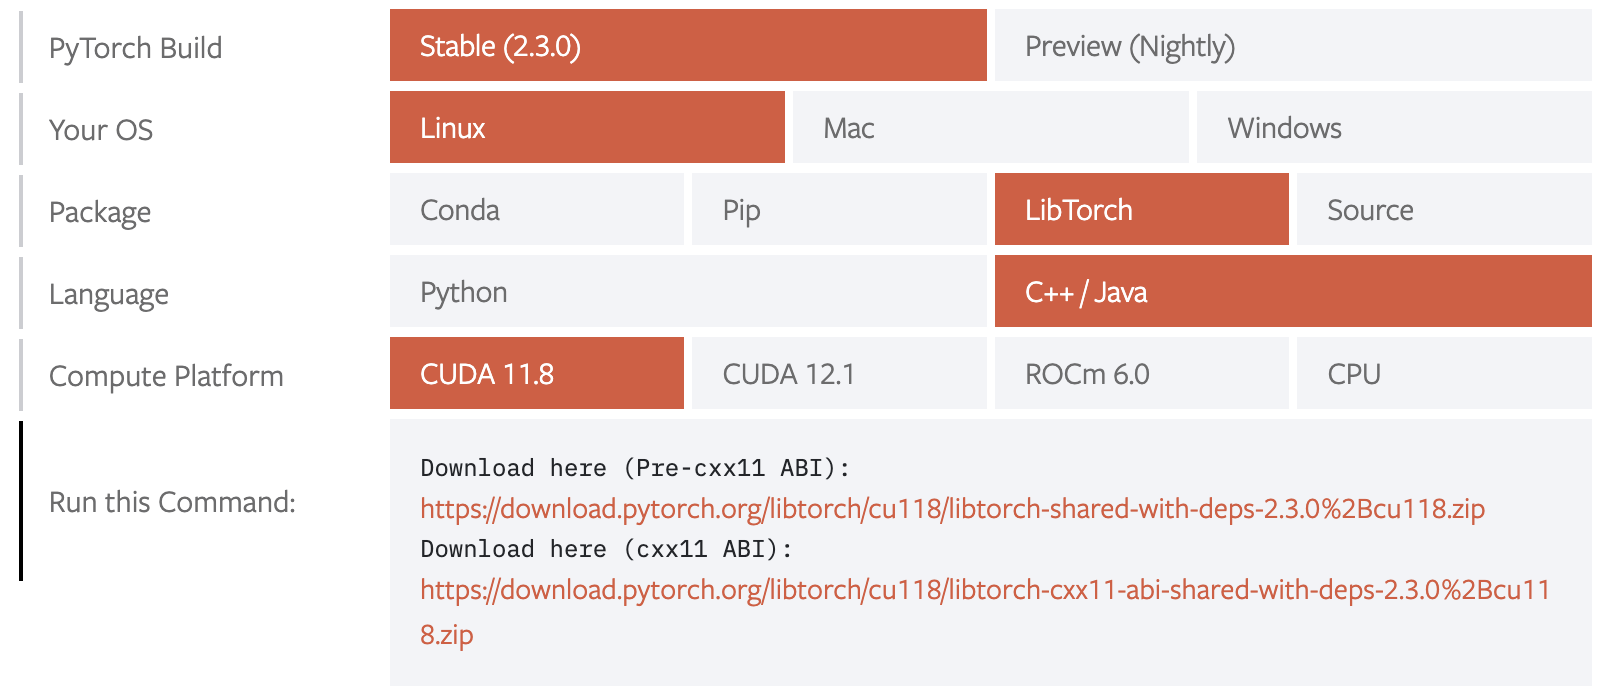 PyTorch Build
Stable (2.3.0)
Preview (Nightly)
Your OS
Linux
Mac
Windows
Package
Conda
Pip
LibTorch
Source
Language
Python
C++ / Java
Compute Platform
CUDA 11.8
CUDA 12.1
ROCm 6.0
CPU
Run this Command:
Download here (Pre-cxx11 ABI):
https://download.pytorch.org/libtorch/cu118/libtorch-shared-with-deps-2.3.0%2Bcu118.zip
Download here (cxx11 ABI):
https://download.pytorch.org/libtorch/cu118/libtorch-cxx11-abi-shared-with-deps-2.3.0%2Bcu11
8.zip